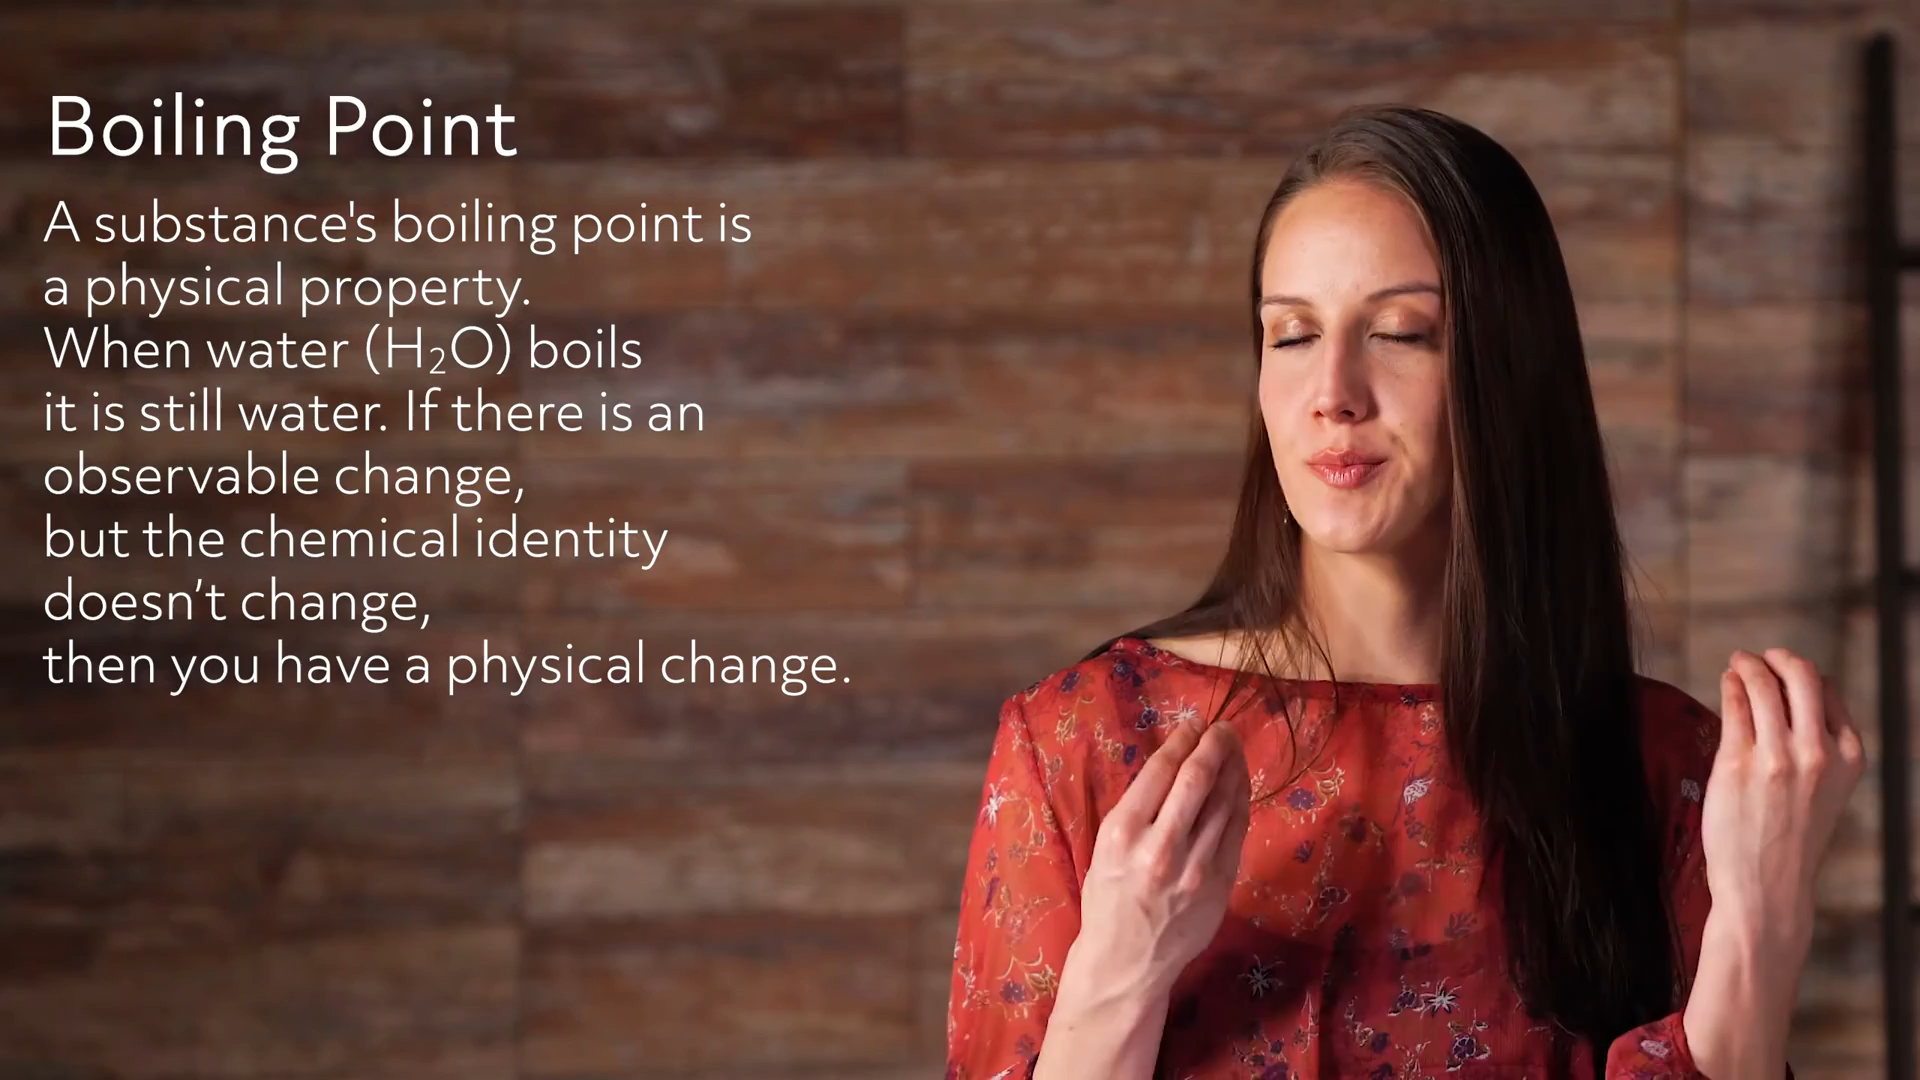 Boiling Point
A substance's boiling point is
a physical property.
When water (H₂O) boils
it is still water. If there is an
observable change,
but the chemical identity
doesn’t change,
then you have a physical change.